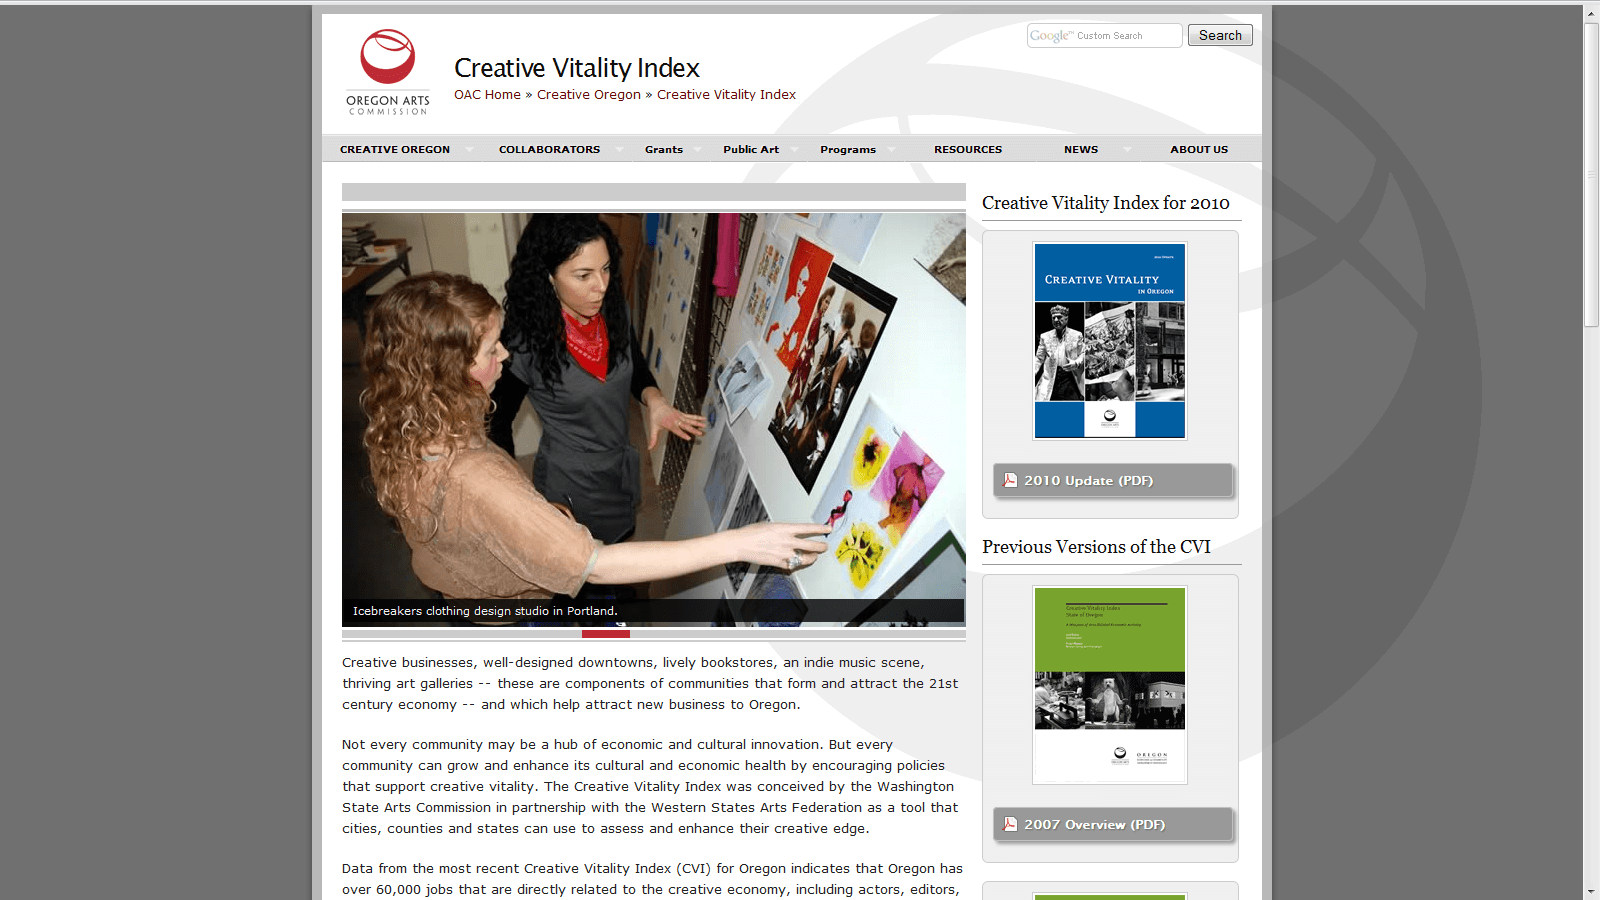 Google™ Custom Search
Search
OREGON ARTS
COMMISSION
Creative Vitality Index
OAC Home » Creative Oregon » Creative Vitality Index
CREATIVE OREGON
COLLABORATORS
Grants
Public Art
Programs
RESOURCES
NEWS
ABOUT US
Icebreakers clothing design studio in Portland.
Creative businesses, well-designed downtowns, lively bookstores, an indie music scene,
thriving art galleries -- these are components of communities that form and attract the 21st
century economy -- and which help attract new business to Oregon.
Not every community may be a hub of economic and cultural innovation. But every
community can grow and enhance its cultural and economic health by encouraging policies
that support creative vitality. The Creative Vitality Index was conceived by the Washington
State Arts Commission in partnership with the Western States Arts Federation as a tool that
cities, counties and states can use to assess and enhance their creative edge.
Data from the most recent Creative Vitality Index (CVI) for Oregon indicates that Oregon has
over 60,000 jobs that are directly related to the creative economy, including actors, editors,
Creative Vitality Index for 2010
CREATIVE VITALITY
IN OREGON
2010 Update (PDF)
Previous Versions of the CVI
Creative Vitality Index
State of Oregon
OREGON
2007 Overview (PDF)